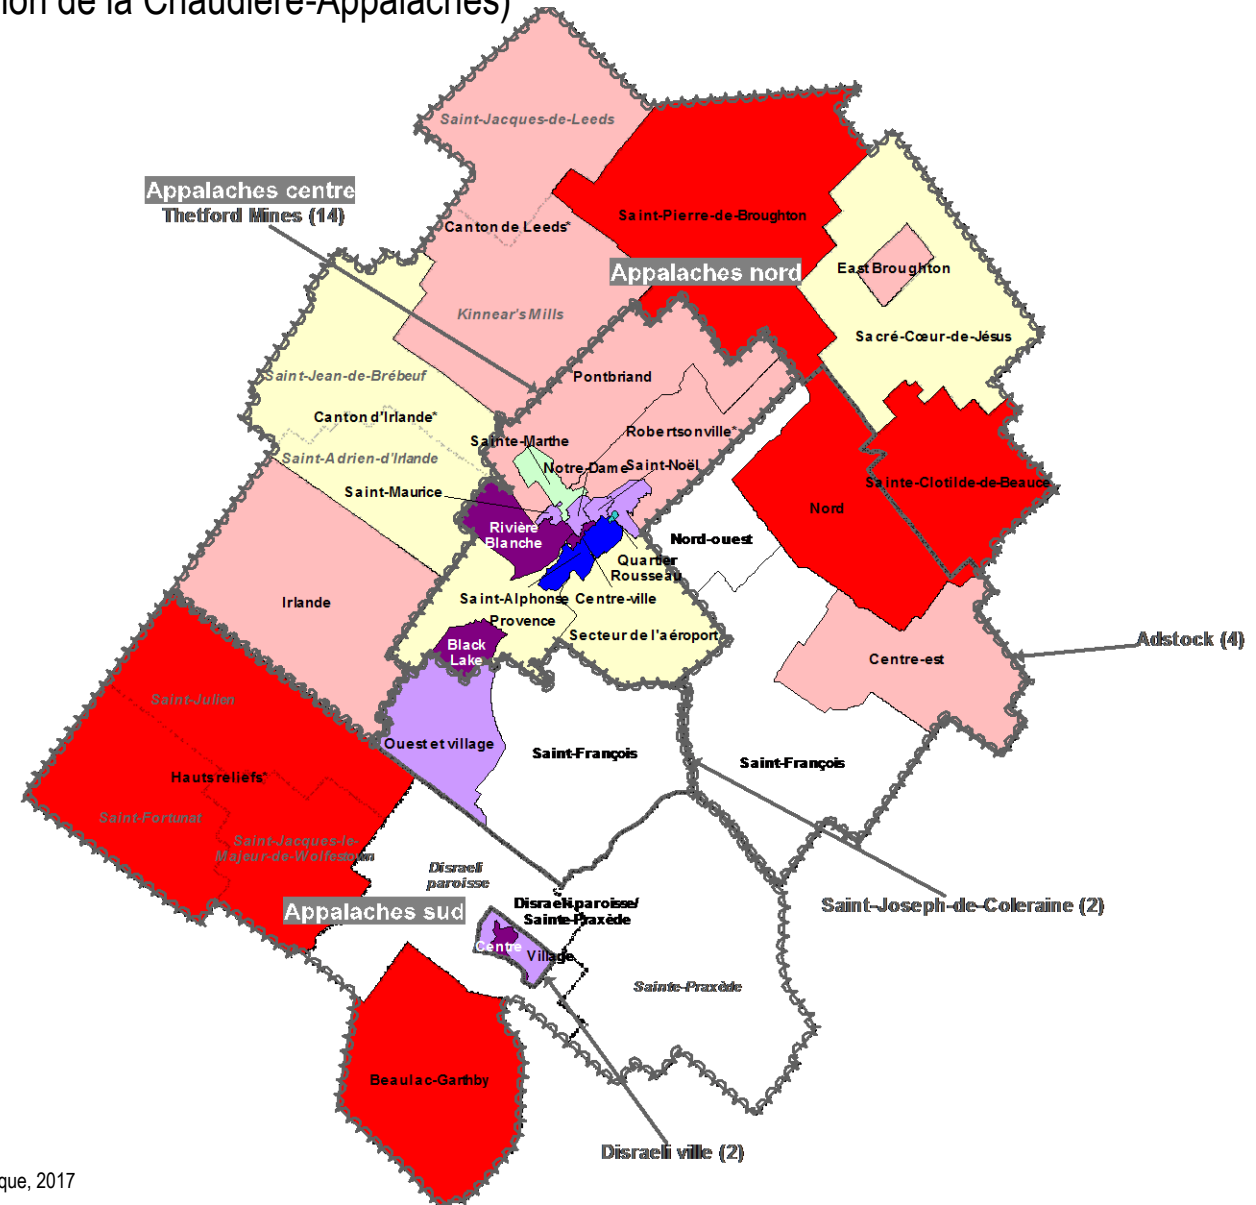 ion de la Chaudière-Appalaches)
Saint-Jacques-de-Leeds
Appalaches centre
Thetford Mines (14)
Saint-Pierre-de-Broughton
Canton de Leeds*
East Broughton
Appalaches nord
Kinnear's Mills
Sacré-Cœur-de-Jésus
Saint-Jean-de-Brébeuf
Pontbriand
Canton d'Irlande*
Robertsonville*
Sainte-Marthe
Saint-Adrien-d'Irlande
Notre-Dame
Saint-Noël
Sainte-Clotilde-de-Beauce
Saint-Maurice
Nord
Rivière
Blanche
Nord-ouest
Quartier
Rousseau
Saint-Alphonse
Centre-ville
Irlande
Provence
Secteur de l'aéroport
Adstock (4)
Black
Lake
Centre-est
Saint-Julien
Ouest et village
Saint-François
Saint-François
Hauts reliefs*
Saint-Fortunat
Saint-Jacques-le-
Majeur-de-Wolfestown
Disraeli
paroisse
Disraeli paroisse/
Sainte-Praxède
Appalaches sud
Saint-Joseph-de-Coleraine (2)
Centre
Village
Sainte-Praxède
Beaulac-Garthby
Disraeli ville (2)
que, 2017